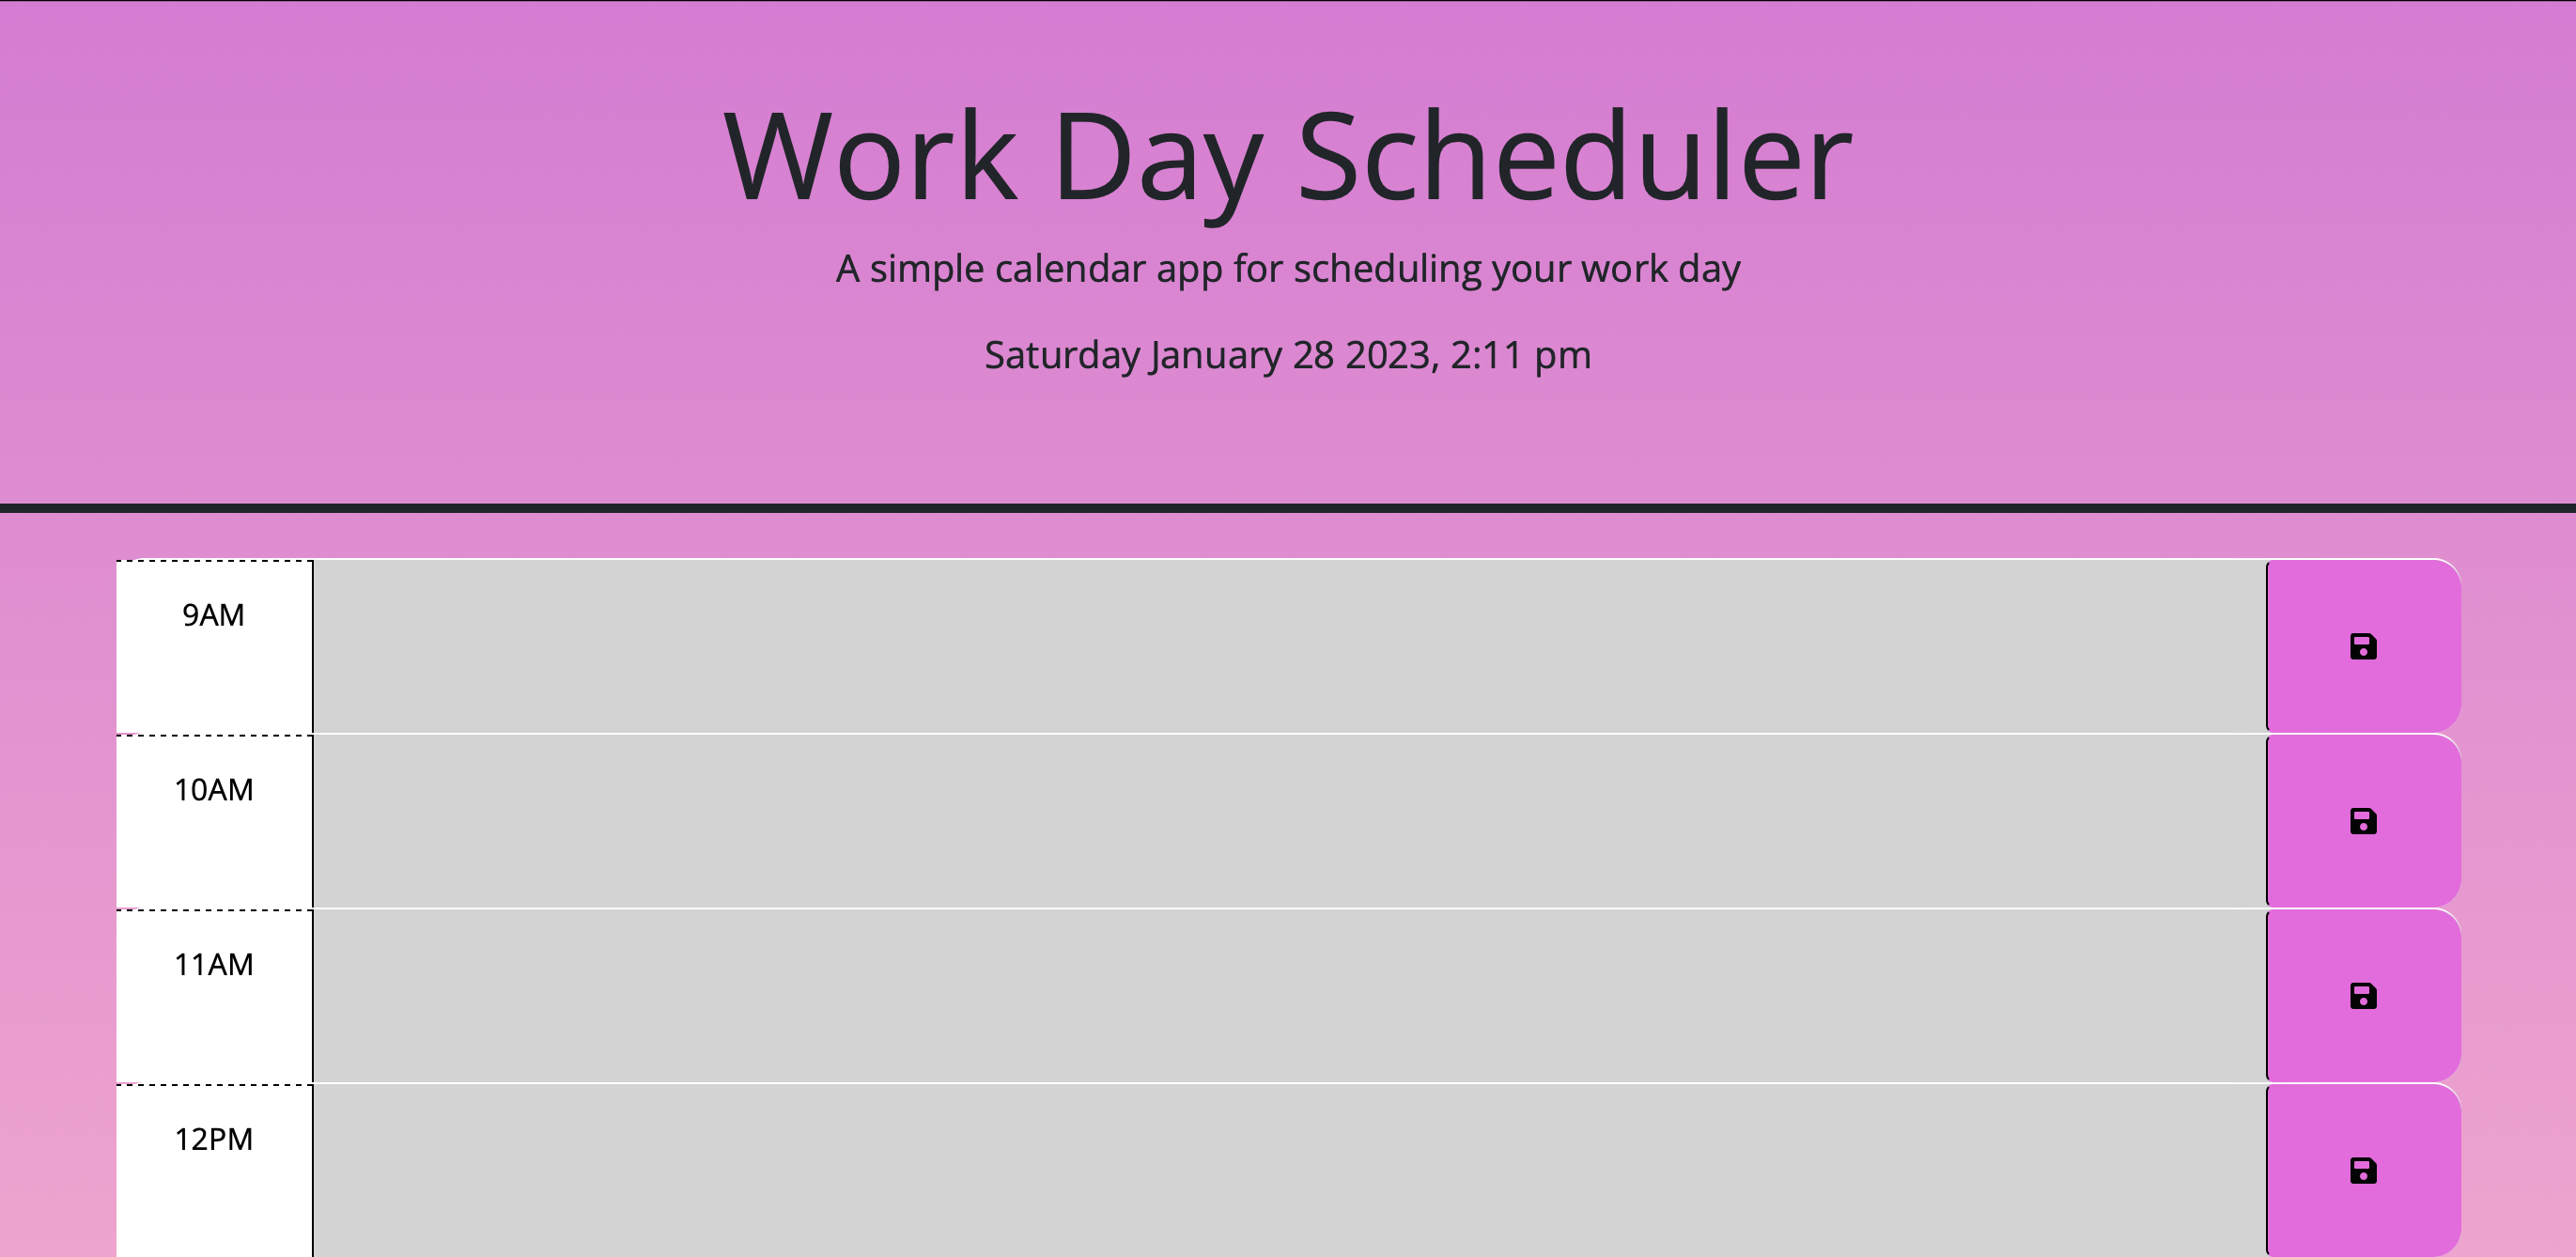 Work Day Scheduler
A simple calendar app for scheduling your work day
Saturday January 28 2023, 2:11 pm
9AM
10AM
11AM
12PM